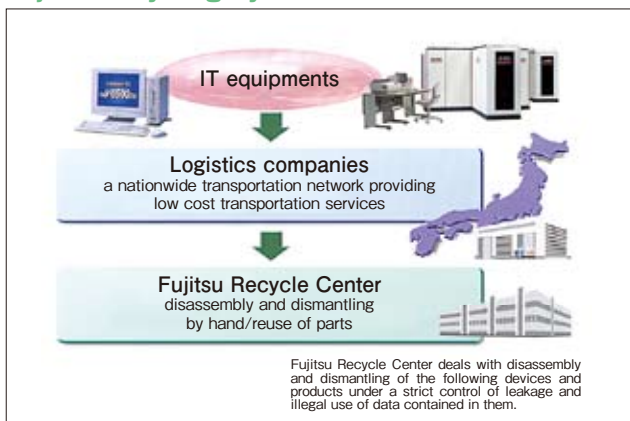 IT equipments
Logistics companies
a nationwide transportation network providing
low cost transportation services
Fujitsu Recycle Center
disassembly and dismantling
by hand/reuse of parts
Fujitsu Recycle Center deals with disassembly
and dismantling of the following devices and
products under a strict control of leakage and
illegal use of data contained in them.